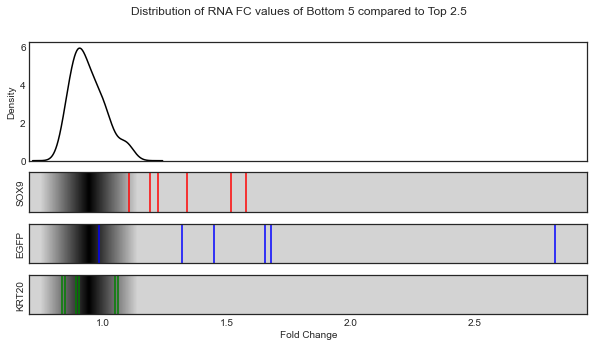 Distribution of RNA FC values of Bottom 5 compared to Top 2.5
6
4
2
0
Density
SOX9
EGFP
KRT20
1.0 1.5 2.0 2.5
Fold Change